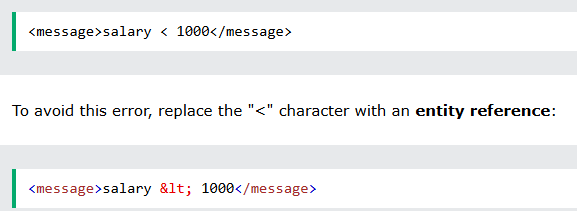 <message>salary < 1000</message>
To avoid this error, replace the "<" character with an entity reference:
<message>salary &lt; 1000</message>